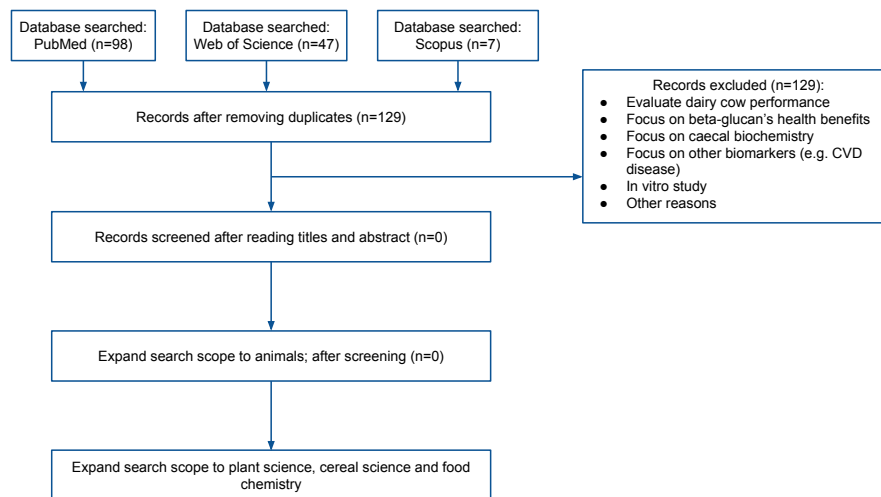 Database searched:
PubMed (n=98)
Database searched:
Web of Science (n=47)
Database searched:
Scopus (n=7)
Records after removing duplicates (n=129)
Records excluded (n=129):
● Evaluate dairy cow performance
● Focus on beta-glucan's health benefits
● Focus on caecal biochemistry
● Focus on other biomarkers (e.g. CVD
disease)
● In vitro study
● Other reasons
Records screened after reading titles and abstract (n=0)
Expand search scope to animals; after screening (n=0)
Expand search scope to plant science, cereal science and food
chemistry